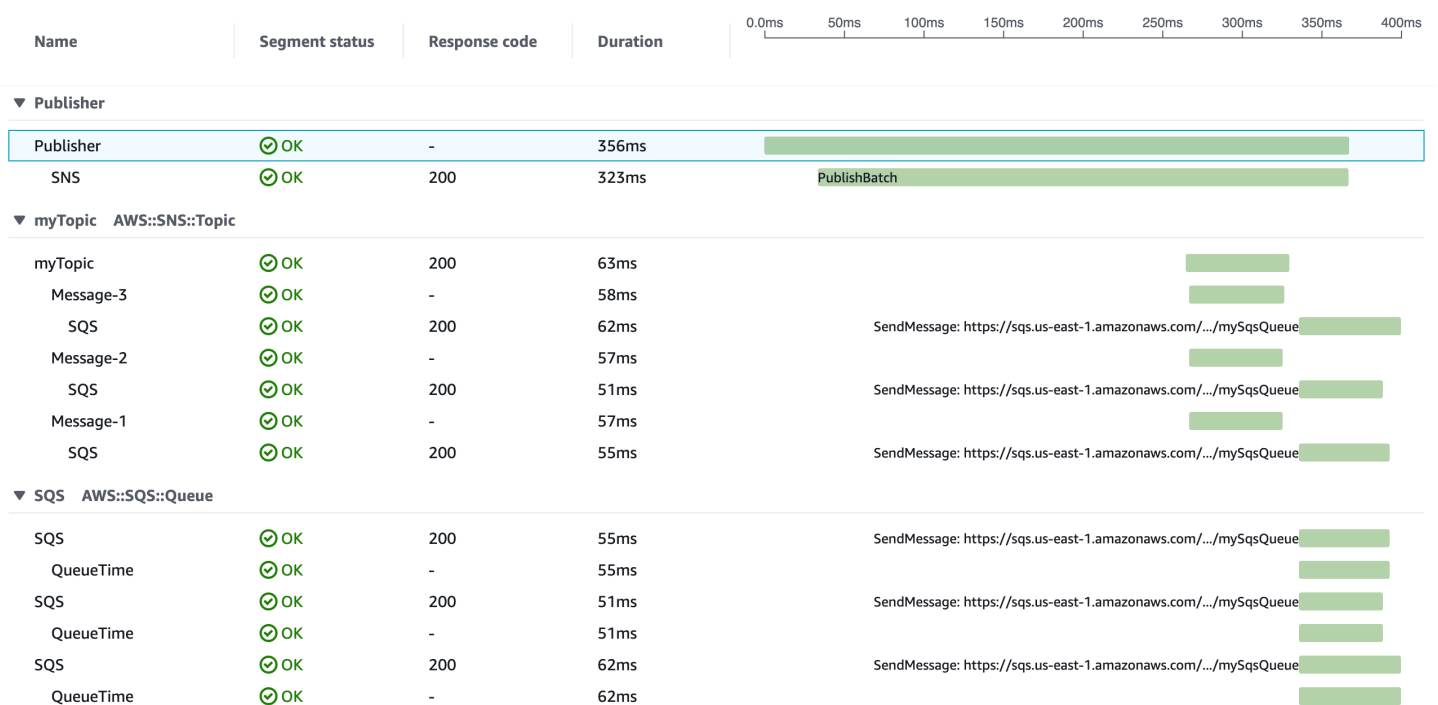 0.0ms 50ms 100ms 150ms 200ms 250ms 300ms 350ms 400ms
Name Segment status Response code Duration
Publisher
Publisher OK - 356ms
SNS OK 200 323ms PublishBatch
myTopic AWS::SNS::Topic
myTopic OK 200 63ms
Message-3 OK - 58ms
SQS OK 200 62ms SendMessage: https://sqs.us-east-1.amazonaws.com/.../mySqsQueue
Message-2 OK - 57ms
SQS OK 200 51ms SendMessage: https://sqs.us-east-1.amazonaws.com/.../mySqsQueue
Message-1 OK - 57ms
SQS OK 200 55ms SendMessage: https://sqs.us-east-1.amazonaws.com/.../mySqsQueue
SQS AWS::SQS::Queue
SQS OK 200 55ms SendMessage: https://sqs.us-east-1.amazonaws.com/.../mySqsQueue
QueueTime OK - 55ms
SQS OK 200 51ms SendMessage: https://sqs.us-east-1.amazonaws.com/.../mySqsQueue
QueueTime OK - 51ms
SQS OK 200 62ms SendMessage: https://sqs.us-east-1.amazonaws.com/.../mySqsQueue
QueueTime OK - 62ms